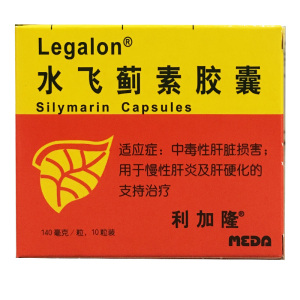 Legalon®
水飞蓟素胶囊
Silymarin Capsules
适应症：中毒性肝脏损害；
用于慢性肝炎及肝硬化的
支持治疗
利加隆®
140毫克/粒，10粒装
MEDA